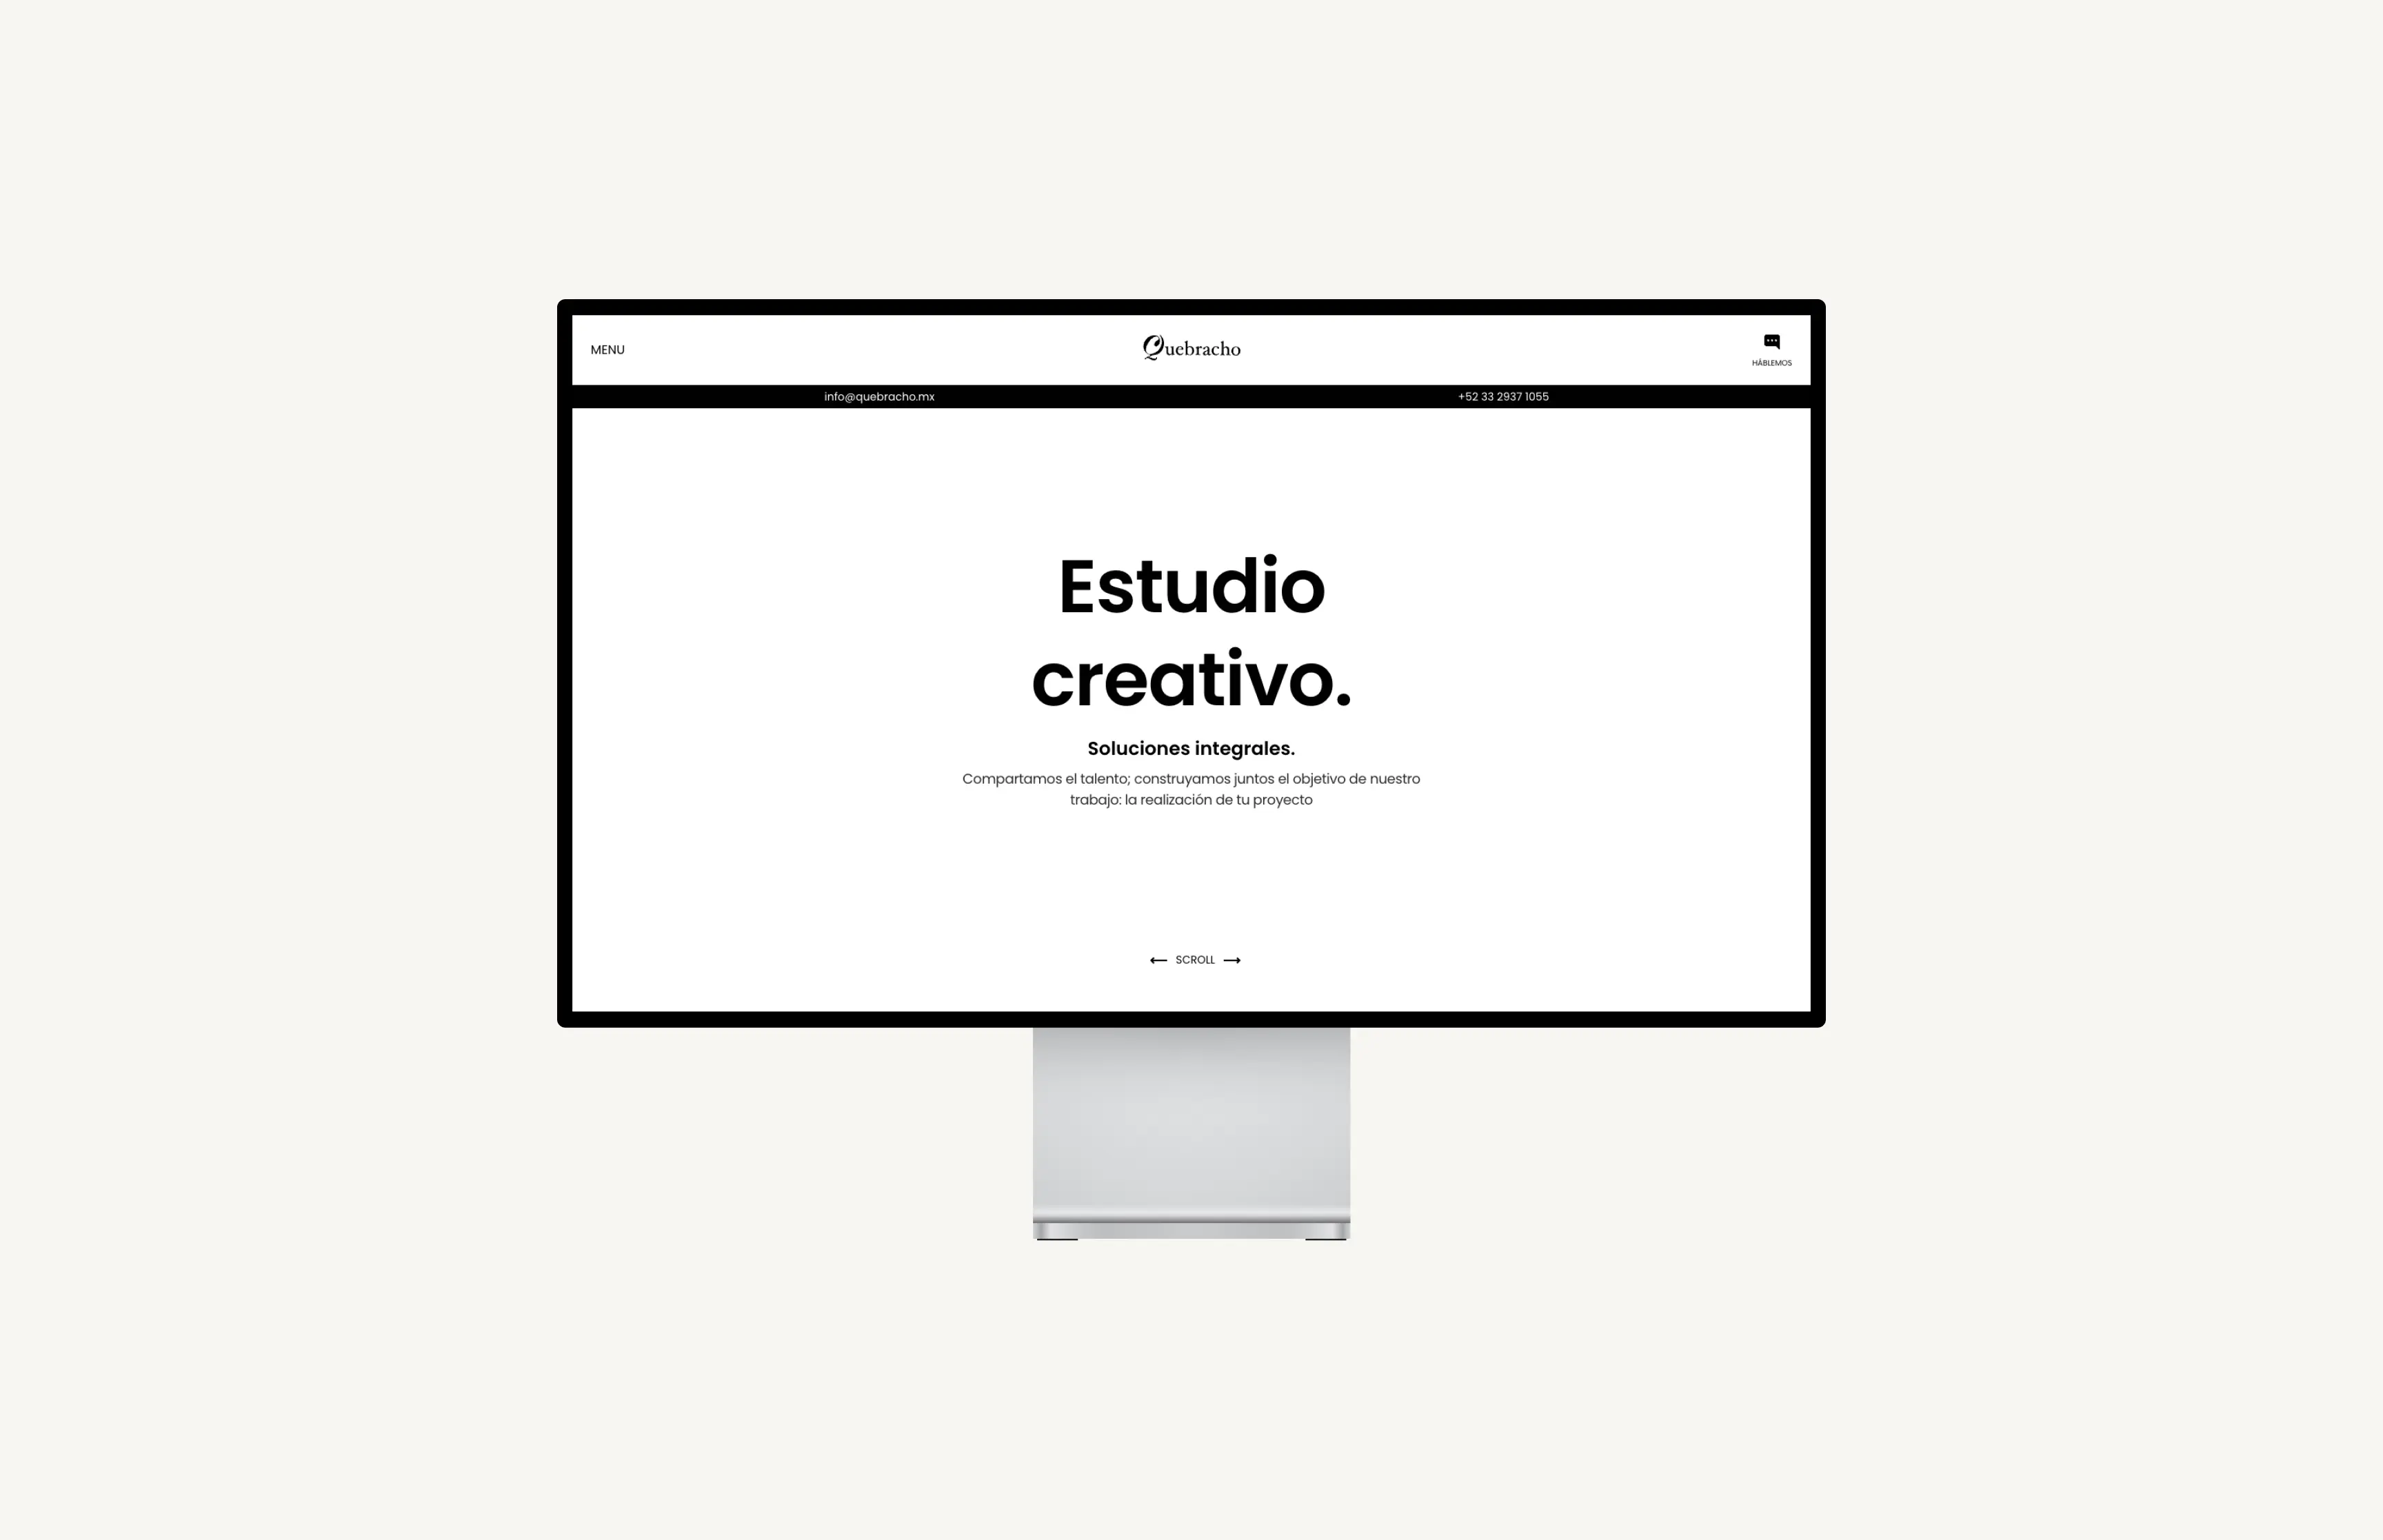 MENU
Quebracho
HÁBLEMOS
info@quebracho.mx
+52 33 2937 1055
Estudio
creativo.
Soluciones integrales.
Compartamos el talento; construyamos juntos el objetivo de nuestro
trabajo: la realización de tu proyecto
SCROLL